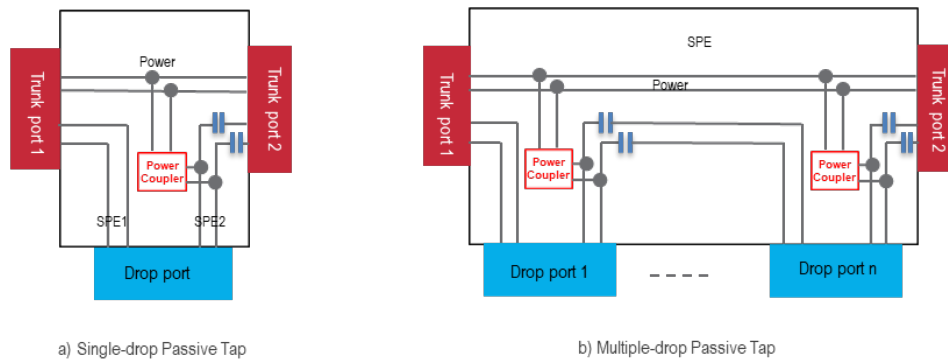 Power
Trunk port 1
Trunk port 2
Power
Coupler
SPE1
SPE2
Drop port
a) Single-drop Passive Tap
SPE
Power
Trunk
port 1
Trunk
port 2
Power
Coupler
Power
Coupler
Drop port 1
Drop port n
b) Multiple-drop Passive Tap